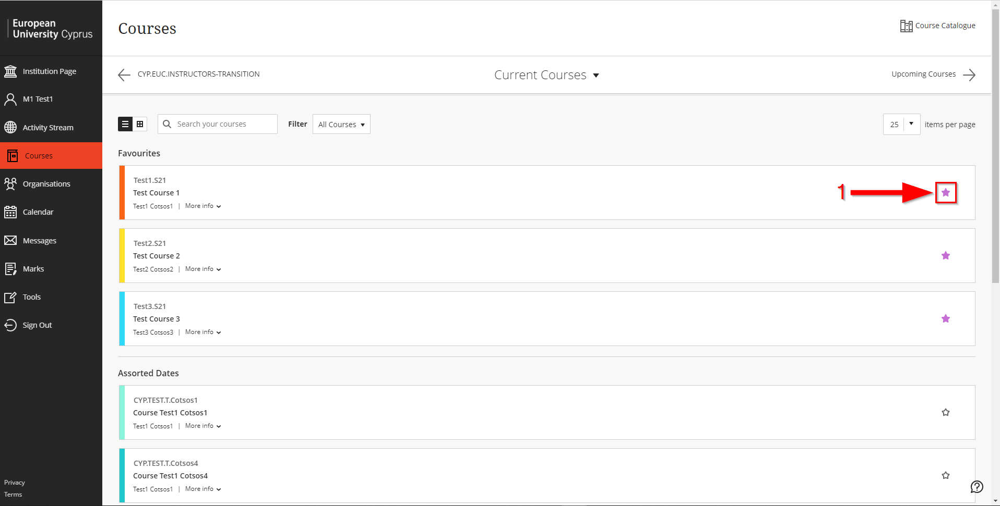 European
University Cyprus
Institution Page
M1 Test1
Activity Stream
Courses
Organisations
Calendar
Messages
Marks
Tools
Sign Out
Privacy
Terms
Courses
Course Catalogue
CYP.EUC.INSTRUCTORS-TRANSITION
Current Courses
Upcoming Courses
Search your courses
Filter
All Courses
25
items per page
Favourites
Test1.S21
Test Course 1
Test1 Cotsos1 | More info
1
Test2.S21
Test Course 2
Test2 Cotsos2 | More info
Test3.S21
Test Course 3
Test3 Cotsos3 | More info
Assorted Dates
CYP.TEST.T.Cotsos1
Course Test1 Cotsos1
Test1 Cotsos1 | More info
CYP.TEST.T.Cotsos4
Course Test1 Cotsos4
Test1 Cotsos1 | More info